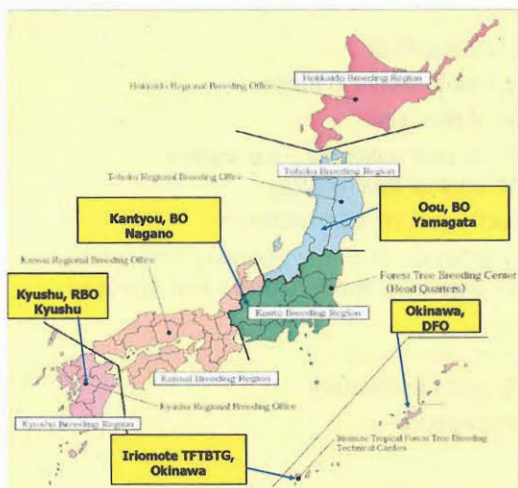 Hokkaido Breeding Region
Hokkaido Regional Breeding Office
Tohoku Breeding Region
Tohoku Regional Breeding Office
Kantyou, BO
Nagano
Oou, BO
Yamagata
Kansai Regional Breeding Office
Forest Tree Breeding Center
(Head Quarters)
Kyushu, RBO
Kyushu
Kanto Breeding Region
Okinawa,
DFO
Kansai Breeding Region
Kyushu Breeding Region
Kyushu Regional Breeding Office
Iriomote TFTBTG,
Okinawa
Iriomote Tropical Forest Tree Breeding
Technical Garden